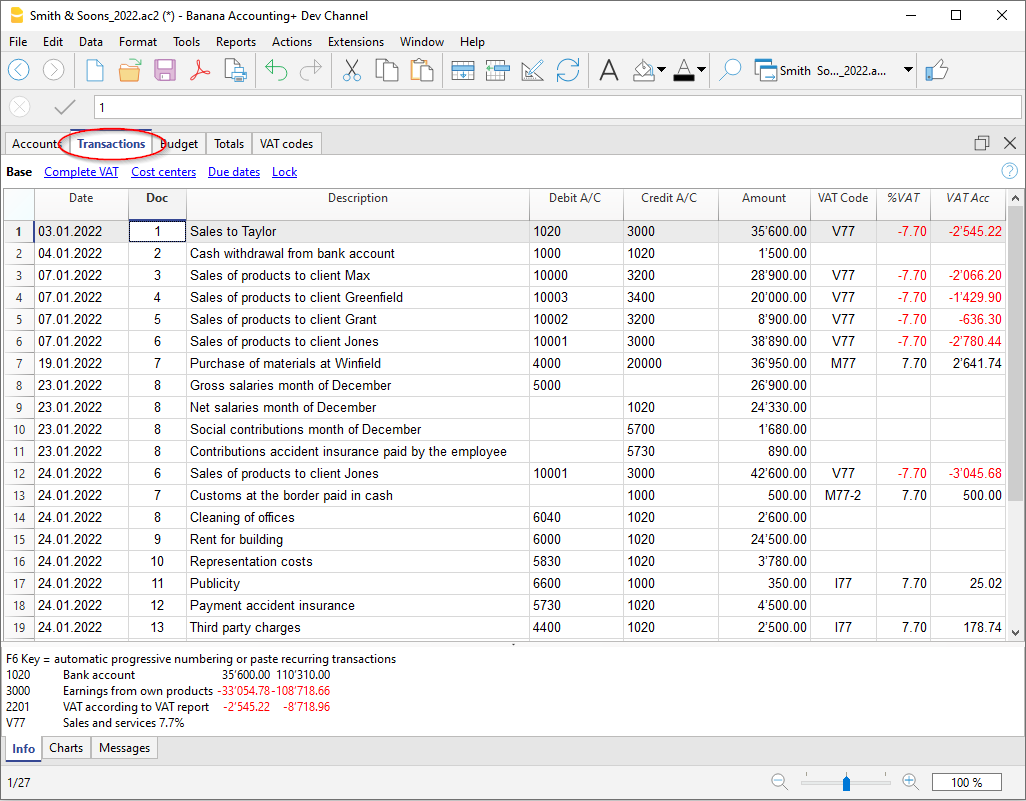 Smith & Soons_2022.ac2 (*) - Banana Accounting+ Dev Channel
File Edit Data Format Tools Reports Actions Extensions Window Help
Smith So..._2022.a...
1
Accounts Transactions Budget Totals VAT codes
Base Complete VAT Cost centers Due dates Lock
Date Doc Description Debit A/C Credit A/C Amount VAT Code %VAT VAT Acc
1 03.01.2022 1 Sales to Taylor 1020 3000 35'600.00 V77 -7.70 -2'545.22
2 04.01.2022 2 Cash withdrawal from bank account 1000 1020 1'500.00
3 07.01.2022 3 Sales of products to client Max 10000 3200 28'900.00 V77 -7.70 -2'066.20
4 07.01.2022 4 Sales of products to client Greenfield 10003 3400 20'000.00 V77 -7.70 -1'429.90
5 07.01.2022 5 Sales of products to client Grant 10002 3200 8'900.00 V77 -7.70 -636.30
6 07.01.2022 6 Sales of products to client Jones 10001 3000 38'890.00 V77 -7.70 -2'780.44
7 19.01.2022 7 Purchase of materials at Winfield 4000 20000 36'950.00 M77 7.70 2'641.74
8 23.01.2022 8 Gross salaries month of December 5000 26'900.00
9 23.01.2022 8 Net salaries month of December 1020 24'330.00
10 23.01.2022 8 Social contributions month of December 5700 1'680.00
11 23.01.2022 8 Contributions accident insurance paid by the employee 5730 890.00
12 24.01.2022 6 Sales of products to client Jones 10001 3000 42'600.00 V77 -7.70 -3'045.68
13 24.01.2022 7 Customs at the border paid in cash 1000 500.00 M77-2 7.70 500.00
14 24.01.2022 8 Cleaning of offices 6040 1020 2'600.00
15 24.01.2022 9 Rent for building 6000 1020 24'500.00
16 24.01.2022 10 Representation costs 5830 1020 3'780.00
17 24.01.2022 11 Publicity 6600 1000 350.00 I77 7.70 25.02
18 24.01.2022 12 Payment accident insurance 5730 1020 4'500.00
19 24.01.2022 13 Third party charges 4400 1020 2'500.00 I77 7.70 178.74
F6 Key = automatic progressive numbering or paste recurring transactions
1020 Bank account 35'600.00 110'310.00
3000 Earnings from own products -33'054.78 -108'718.66
2201 VAT according to VAT report -2'545.22 -8'718.96
V77 Sales and services 7.7%
Info Charts Messages
1/27 100 %